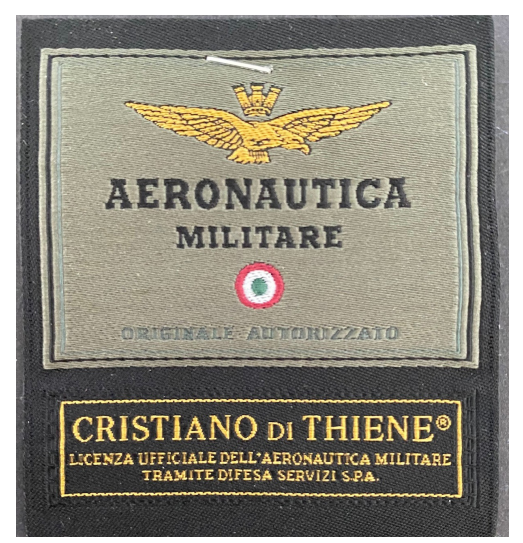 AERONAUTICA
MILITARE
ORIGINALE AUTORIZZATO
CRISTIANO DI THIENE®
LICENZA UFFICIALE DELL'AERONAUTICA MILITARE
TRAMITE DIFESA SERVIZI S.P.A.